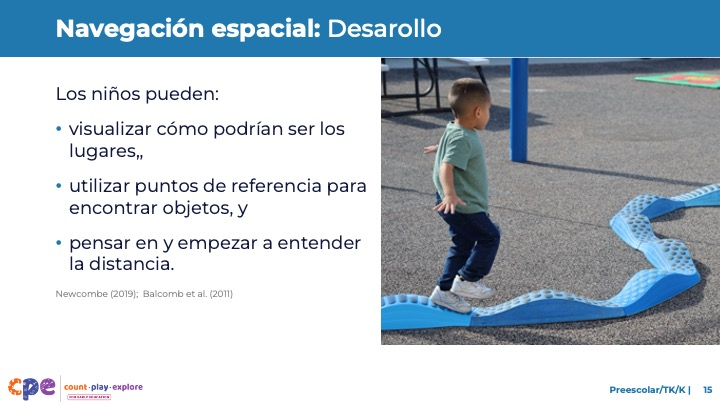 Navegación espacial: Desarollo
Los niños pueden:
• visualizar cómo podrían ser los
lugares,,
• utilizar puntos de referencia para
encontrar objetos, y
• pensar en y empezar a entender
la distancia.
Newcombe (2019); Balcomb et al. (2011)
cpe
count·play·explore
Preescolar/TK/K | 15